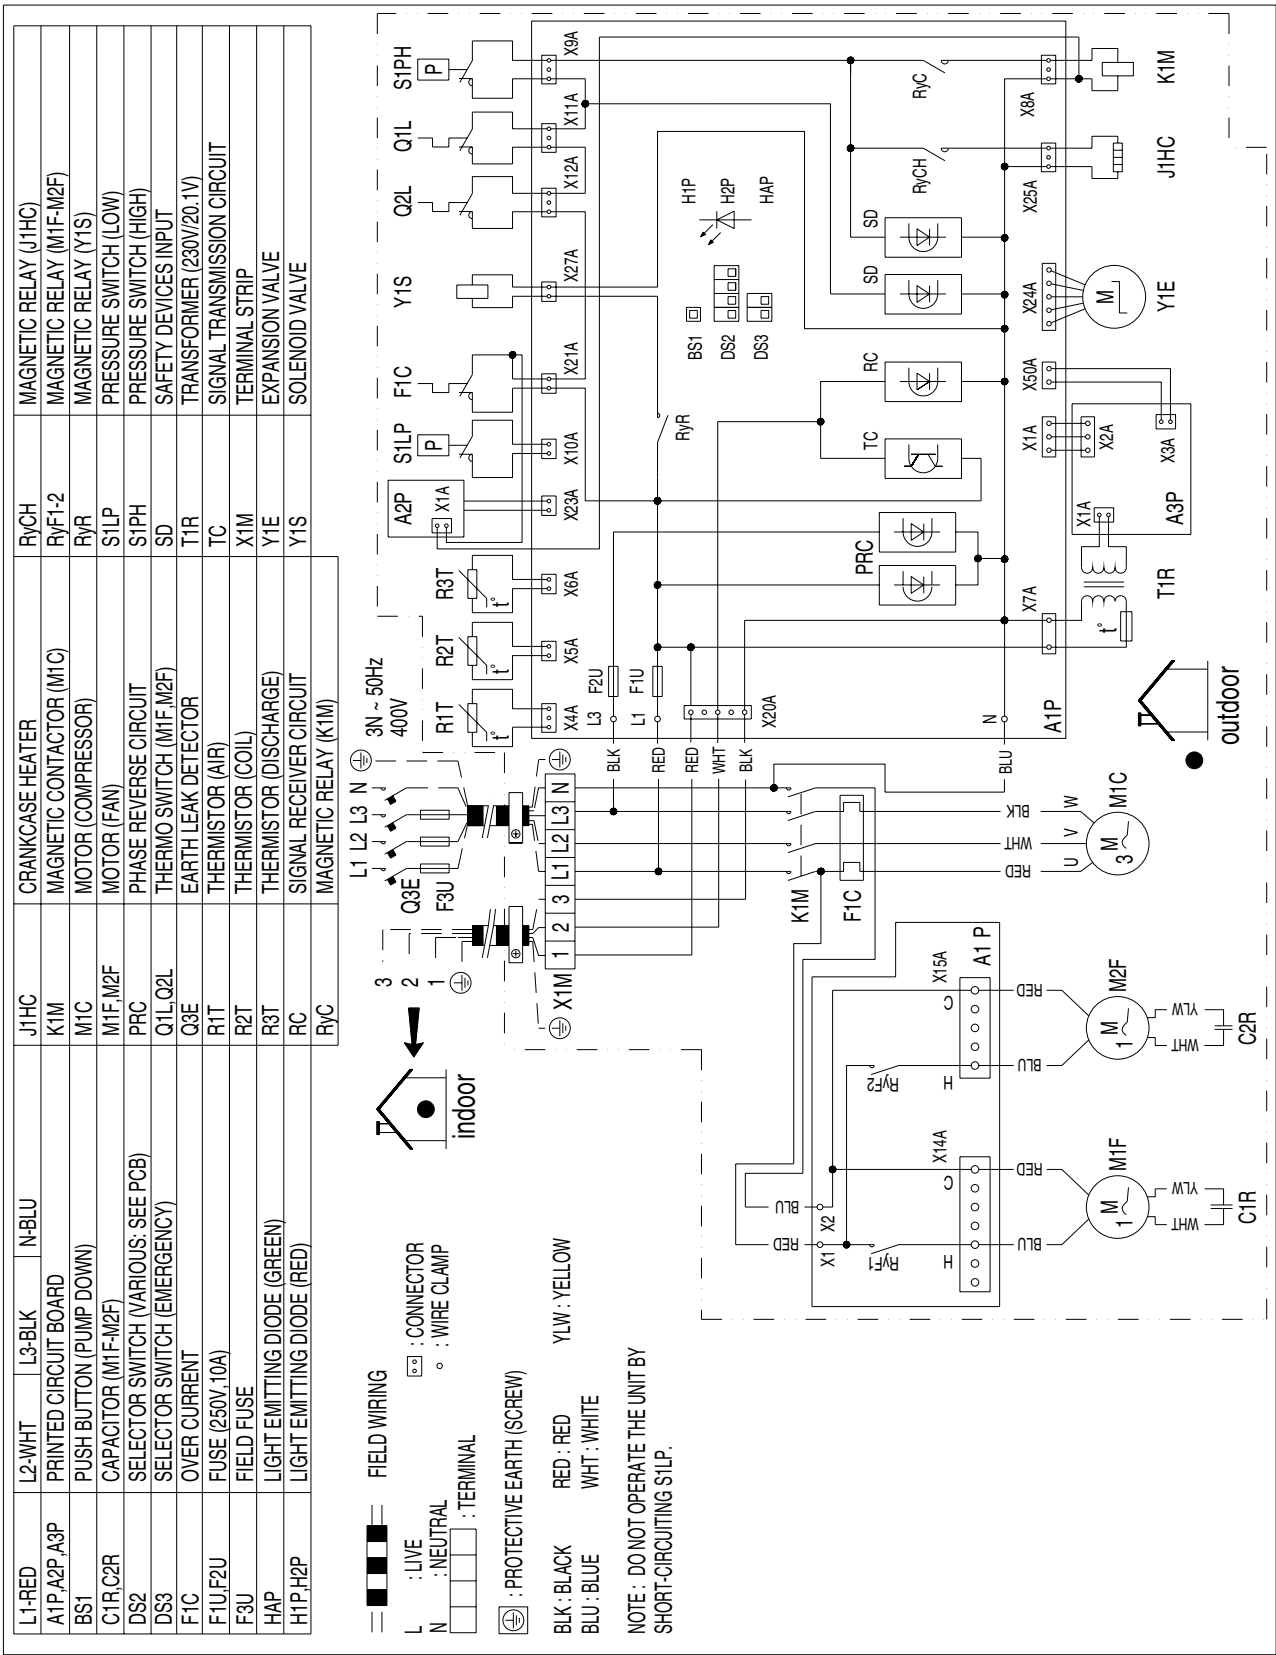 L1-RED L2-WHT L3-BLK N-BLU
A1P,A2P,A3P PRINTED CIRCUIT BOARD
BS1 PUSH BUTTON (PUMP DOWN)
C1R,C2R CAPACITOR (M1F-M2F)
DS2 SELECTOR SWITCH (VARIOUS: SEE PCB)
DS3 SELECTOR SWITCH (EMERGENCY)
F1C OVER CURRENT
F1U,F2U FUSE (250V,10A)
F3U FIELD FUSE
HAP LIGHT EMITTING DIODE (GREEN)
H1P,H2P LIGHT EMITTING DIODE (RED)
J1HC CRANKCASE HEATER
K1M MAGNETIC CONTACTOR (M1C)
M1C MOTOR (COMPRESSOR)
M1F,M2F MOTOR (FAN)
PRC PHASE REVERSE CIRCUIT
Q1L,Q2L THERMO SWITCH (M1F,M2F)
Q3E EARTH LEAK DETECTOR
R1T THERMISTOR (AIR)
R2T THERMISTOR (COIL)
R3T THERMISTOR (DISCHARGE)
RC SIGNAL RECEIVER CIRCUIT
RyC MAGNETIC RELAY (K1M)
RyCH MAGNETIC RELAY (J1HC)
RyF1-2 MAGNETIC RELAY (M1F-M2F)
RyR MAGNETIC RELAY (Y1S)
S1LP PRESSURE SWITCH (LOW)
S1PH PRESSURE SWITCH (HIGH)
SD SAFETY DEVICES INPUT
T1R TRANSFORMER (230V/20.1V)
TC SIGNAL TRANSMISSION CIRCUIT
X1M TERMINAL STRIP
Y1E EXPANSION VALVE
Y1S SOLENOID VALVE
FIELD WIRING
L : LIVE
N : NEUTRAL
: TERMINAL
: CONNECTOR
: WIRE CLAMP
: PROTECTIVE EARTH (SCREW)
BLK : BLACK RED : RED YLW : YELLOW
BLU : BLUE WHT : WHITE
NOTE : DO NOT OPERATE THE UNIT BY
SHORT-CIRCUITING S1LP.
indoor
3
2
1
L1 L2 L3 N
3N ~ 50Hz
400V
Q3E
F3U
X1M
1 2 3 L1 L2 L3 N
R1T t°
R2T t°
R3T t°
A2P X1A
S1LP P
F1C
Y1S
Q2L
Q1L
S1PH P
X4A X5A X6A X23A X10A X21A X27A X12A X11A X9A
BLK L3 F2U
RED L1 F1U
RED
WHT
BLK
X20A
RyR
BS1
DS2
DS3
H1P
H2P
HAP
PRC
TC
RC
SD
SD
RyCH
RyC
BLU N
A1P
X7A
X1A
X50A
X24A
X25A
X8A
t°
T1R
X1A
A3P
X2A
X3A
M
Y1E
J1HC
K1M
outdoor
K1M
F1C
RED WHT BLK
U V W
M
3
M1C
RED BLU
X1 X2
RyF1
RyF2
H C X14A
H C X15A
A1 P
BLU RED
BLU RED
M
1
M1F
M
1
M2F
WHT YLW
C1R
WHT YLW
C2R